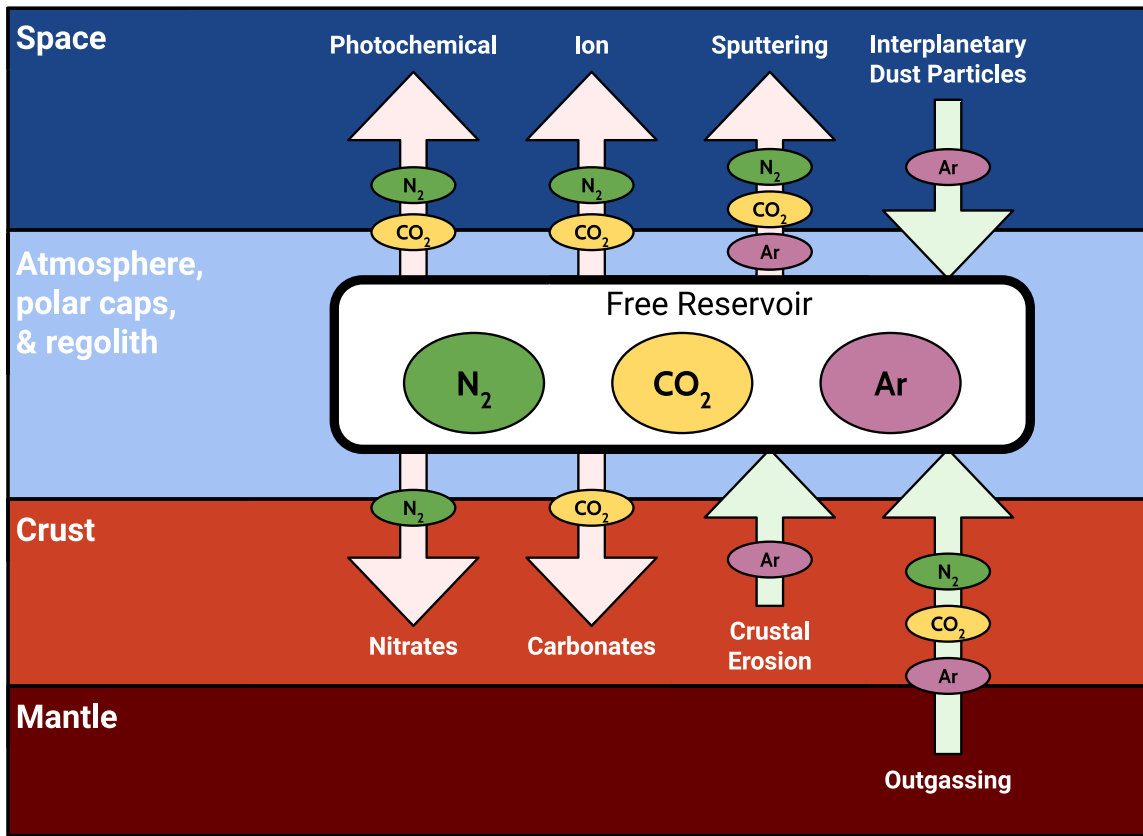 Space
Photochemical
Ion
Sputtering
Interplanetary
Dust Particles
N₂
N₂
N₂
Ar
CO₂
CO₂
CO₂
Ar
Atmosphere,
polar caps,
& regolith
Free Reservoir
N₂
CO₂
Ar
Crust
N₂
CO₂
Ar
N₂
CO₂
Ar
Nitrates
Carbonates
Crustal
Erosion
Mantle
Outgassing